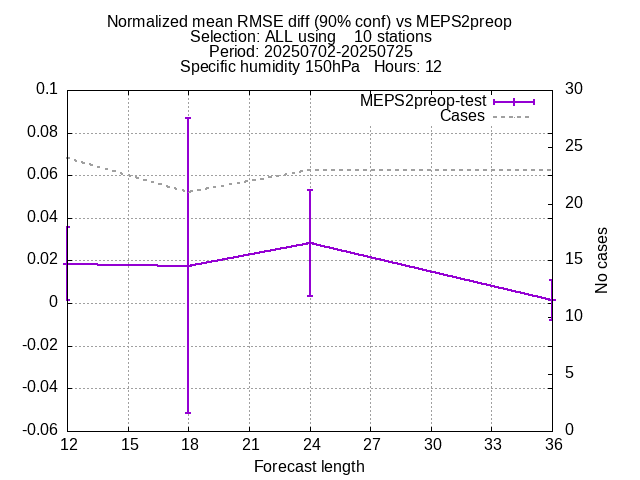 Normalized mean RMSE diff (90% conf) vs MEPS2preop
Selection: ALL using    10 stations
Period: 20250702-20250725
Specific humidity 150hPa   Hours: 12
MEPS2preop-test
Cases
0.1
0.08
0.06
0.04
0.02
0
-0.02
-0.04
-0.06
30
25
20
15
10
5
0
No cases
12 15 18 21 24 27 30 33 36
Forecast length